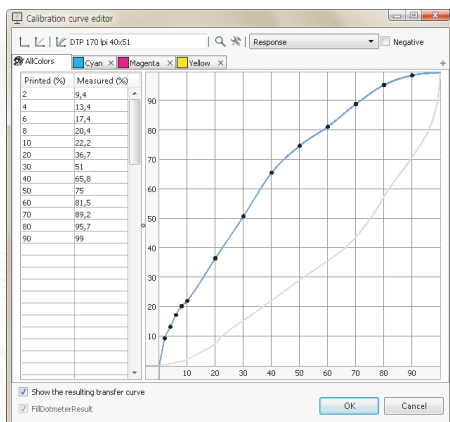 Calibration curve editor
DTP 170 lpi 40x51 Response Negative
AllColors Cyan Magenta Yellow
Printed (%) Measured (%)
2 9,4
4 13,4
6 17,4
8 20,4
10 22,2
20 36,7
30 51
40 65,8
50 75
60 81,5
70 89,2
80 95,7
90 99
90
80
70
60
50
40
30
20
10
10 20 30 40 50 60 70 80 90
Show the resulting transfer curve
FillDotmeterResult
OK Cancel